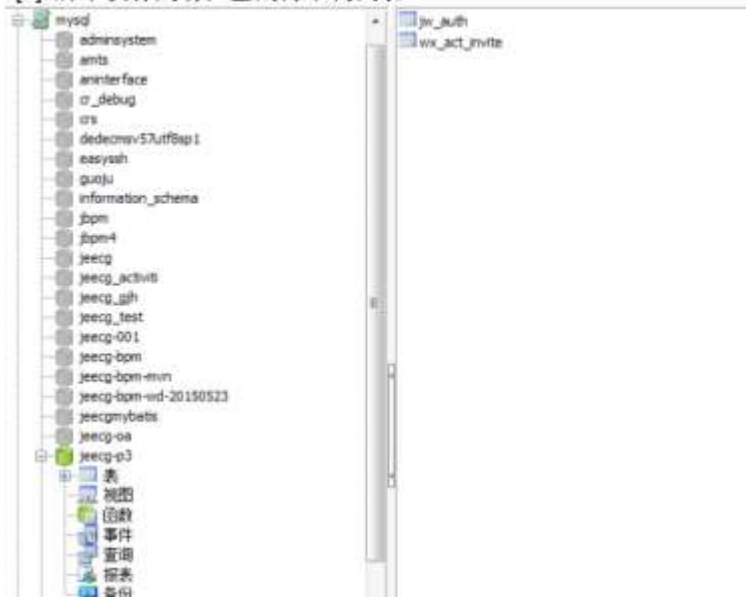 mysql
adminsystem
amts
aninterface
cr_debug
crs
dedecmsv57utf8sp1
easyssh
guoju
information_schema
jbpm
jbpm4
jeecg
jeecg_activiti
jeecg_gjh
jeecg_test
jeecg-001
jeecg-bpm
jeecg-bpm-mvn
jeecg-bpm-wd-20150523
jeecgmybatis
jeecg-oa
jeecg-p3
表
视图
函数
事件
查询
报表
备份
jw_auth
wx_act_invite